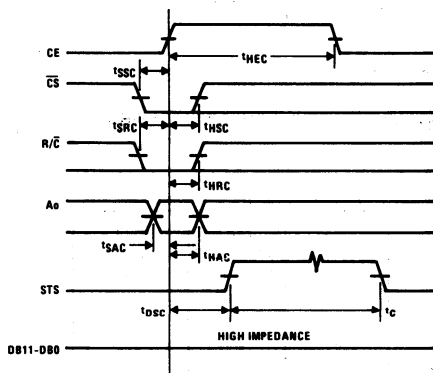 CE
tHEC
tSSC
CS
tSRC
tHSC
R/C
tHRC
Ao
tSAC
tHAC
STS
tDSC
tC
HIGH IMPEDANCE
DB11-DB0